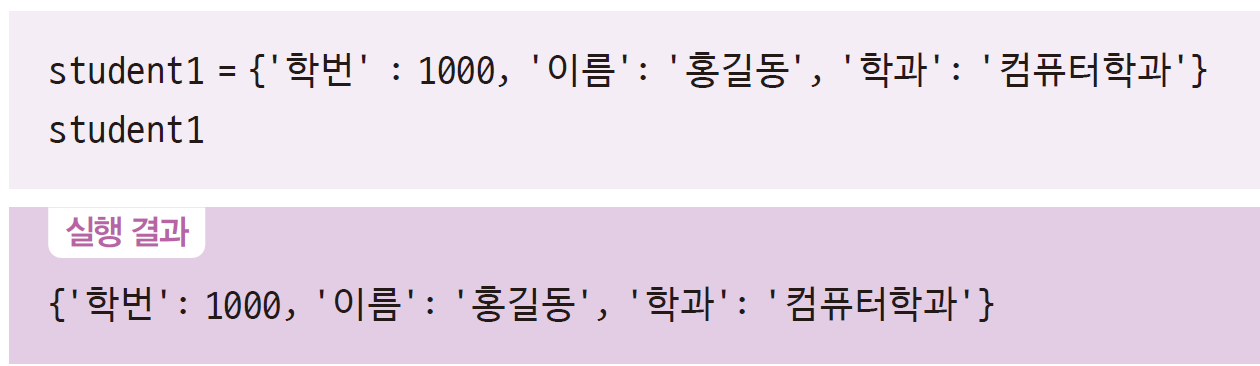 student1 = {'학번' : 1000, '이름': '홍길동', '학과': '컴퓨터학과'}
student1
실행 결과
{'학번': 1000, '이름': '홍길동', '학과': '컴퓨터학과'}